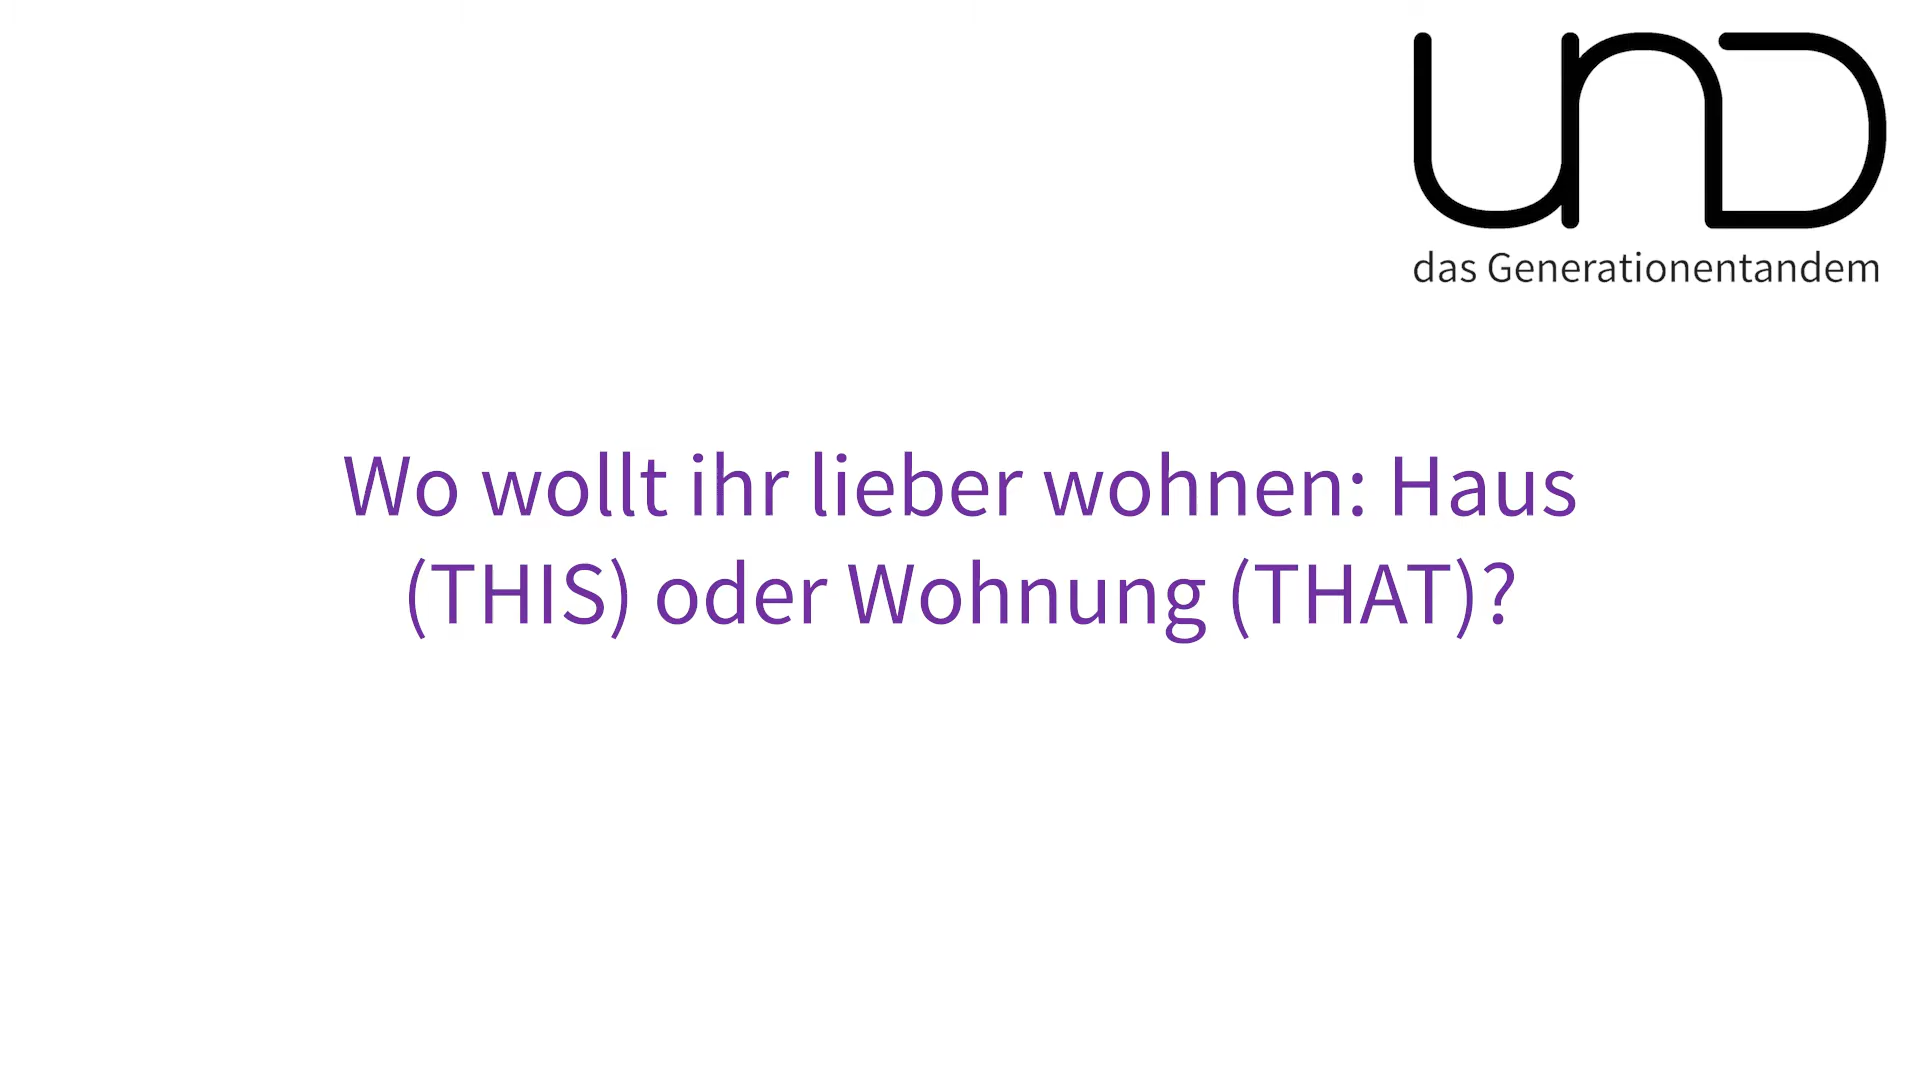 und
das Generationentandem
Wo wollt ihr lieber wohnen: Haus
(THIS) oder Wohnung (THAT)?